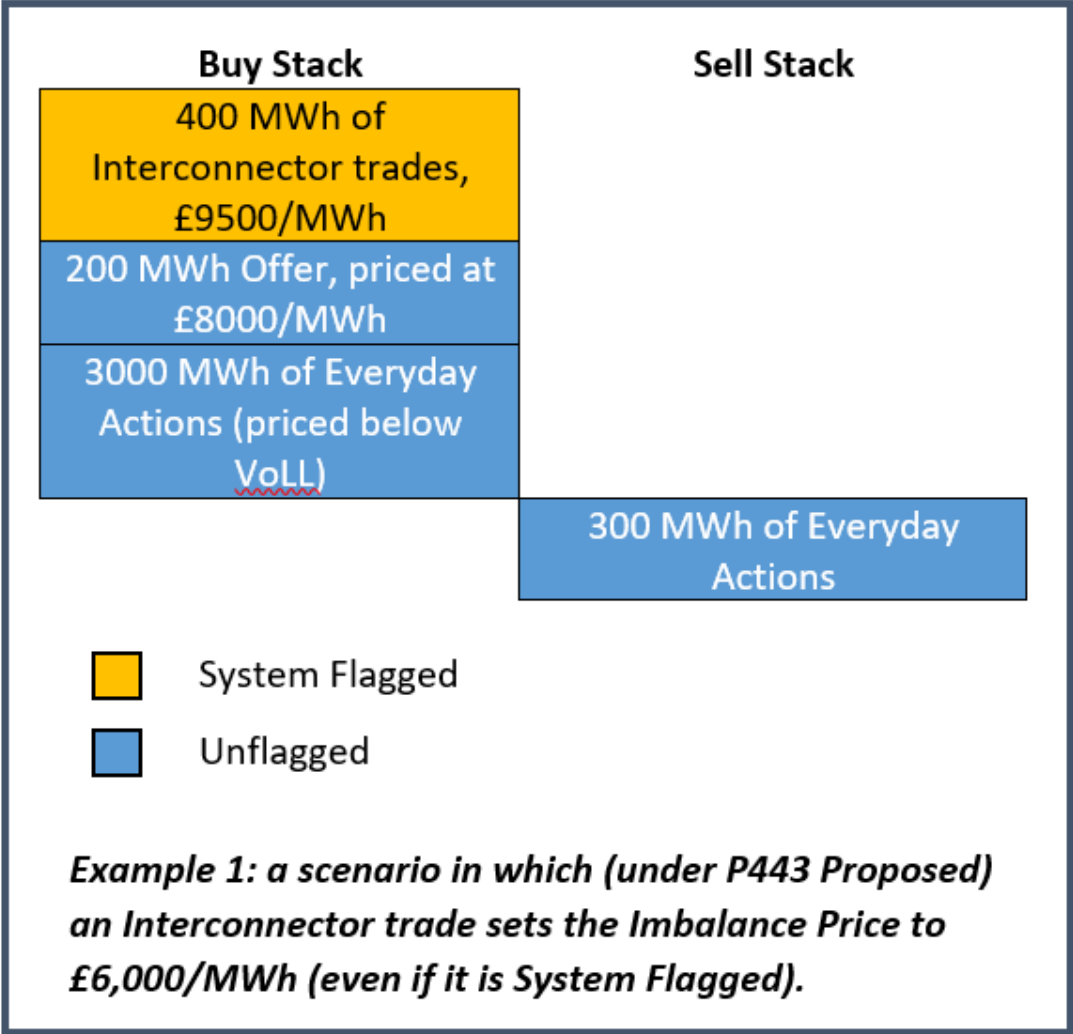 Buy Stack
Sell Stack
400 MWh of
Interconnector trades,
£9500/MWh
200 MWh Offer, priced at
£8000/MWh
3000 MWh of Everyday
Actions (priced below
VoLL)
300 MWh of Everyday
Actions
System Flagged
Unflagged
Example 1: a scenario in which (under P443 Proposed)
an Interconnector trade sets the Imbalance Price to
£6,000/MWh (even if it is System Flagged).